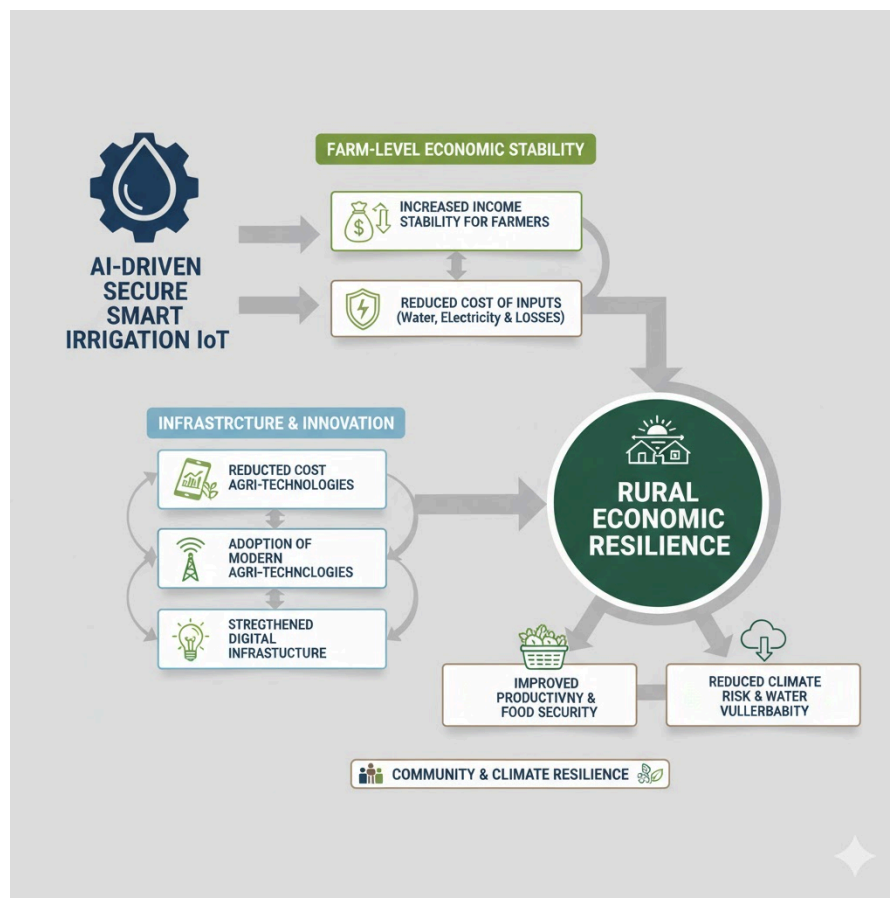 AI-DRIVEN
SECURE
SMART
IRRIGATION IoT
FARM-LEVEL ECONOMIC STABILITY
$
INCREASED INCOME
STABILITY FOR FARMERS
REDUCED COST OF INPUTS
(Water, Electricity & LOSSES)
INFRASTRCTURE & INNOVATION
REDUCTED COST
AGRI-TECHNOLOGIES
ADOPTION OF
MODERN
AGRI-TECHNCLOGIES
STREGTHENED
DIGITAL
INFRASTUCTURE
RURAL
ECONOMIC
RESILIENCE
IMPROVED
PRODUCTIVNY &
FOOD SECURITY
REDUCED CLIMATE
RISK & WATER
VULLERBABITY
COMMUNITY & CLIMATE RESILIENCE